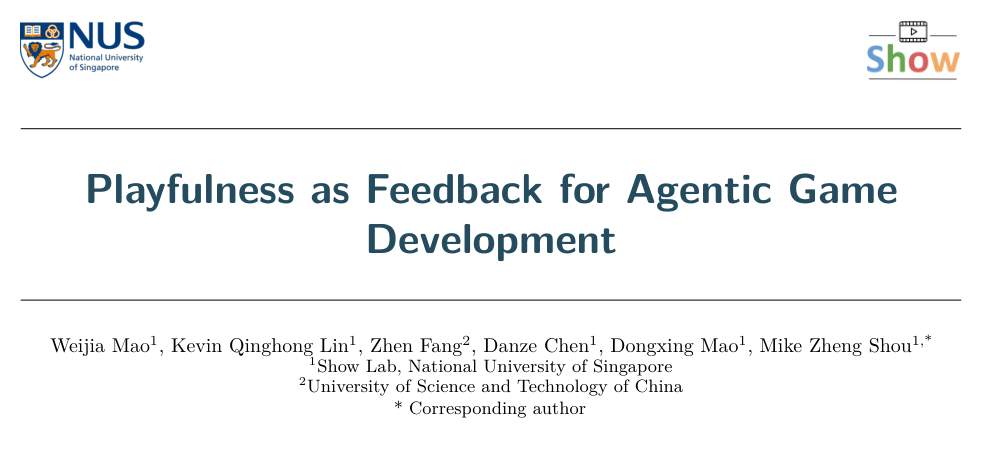 NUS
National University
of Singapore
Show
Playfulness as Feedback for Agentic Game
Development
Weijia Mao¹, Kevin Qinghong Lin¹, Zhen Fang², Danze Chen¹, Dongxing Mao¹, Mike Zheng Shou¹,*
¹Show Lab, National University of Singapore
²University of Science and Technology of China
* Corresponding author